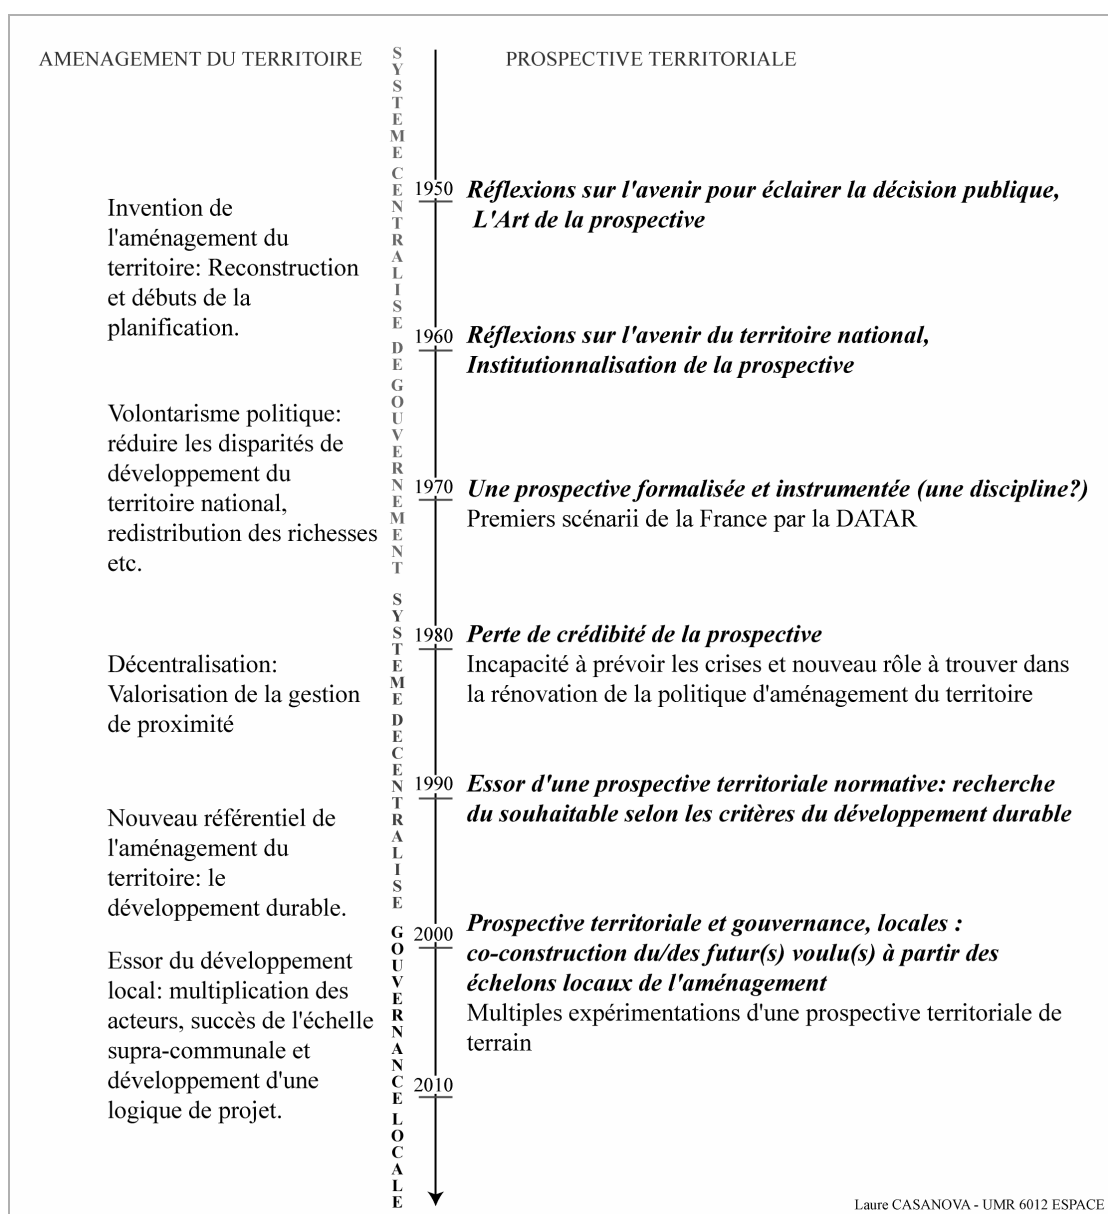 AMENAGEMENT DU TERRITOIRE
PROSPECTIVE TERRITORIALE
SYSTEME CENTRALISE DE GOUVERNEMENT
SYSTEME DECENTRALISE
GOUVERNANCE LOCALE
1950
Réflexions sur l'avenir pour éclairer la décision publique,
L'Art de la prospective
Invention de
l'aménagement du
territoire: Reconstruction
et débuts de la
planification.
1960
Réflexions sur l'avenir du territoire national,
Institutionnalisation de la prospective
Volontarisme politique:
réduire les disparités de
développement du
territoire national,
redistribution des richesses
etc.
1970
Une prospective formalisée et instrumentée (une discipline?)
Premiers scénarii de la France par la DATAR
1980
Perte de crédibité de la prospective
Incapacité à prévoir les crises et nouveau rôle à trouver dans
la rénovation de la politique d'aménagement du territoire
Décentralisation:
Valorisation de la gestion
de proximité
1990
Essor d'une prospective territoriale normative: recherche
du souhaitable selon les critères du développement durable
Nouveau référentiel de
l'aménagement du
territoire: le
développement durable.
2000
Prospective territoriale et gouvernance, locales :
co-construction du/des futur(s) voulu(s) à partir des
échelons locaux de l'aménagement
Multiples expérimentations d'une prospective territoriale de
terrain
Essor du développement
local: multiplication des
acteurs, succès de l'échelle
supra-communale et
développement d'une
logique de projet.
2010
Laure CASANOVA - UMR 6012 ESPACE